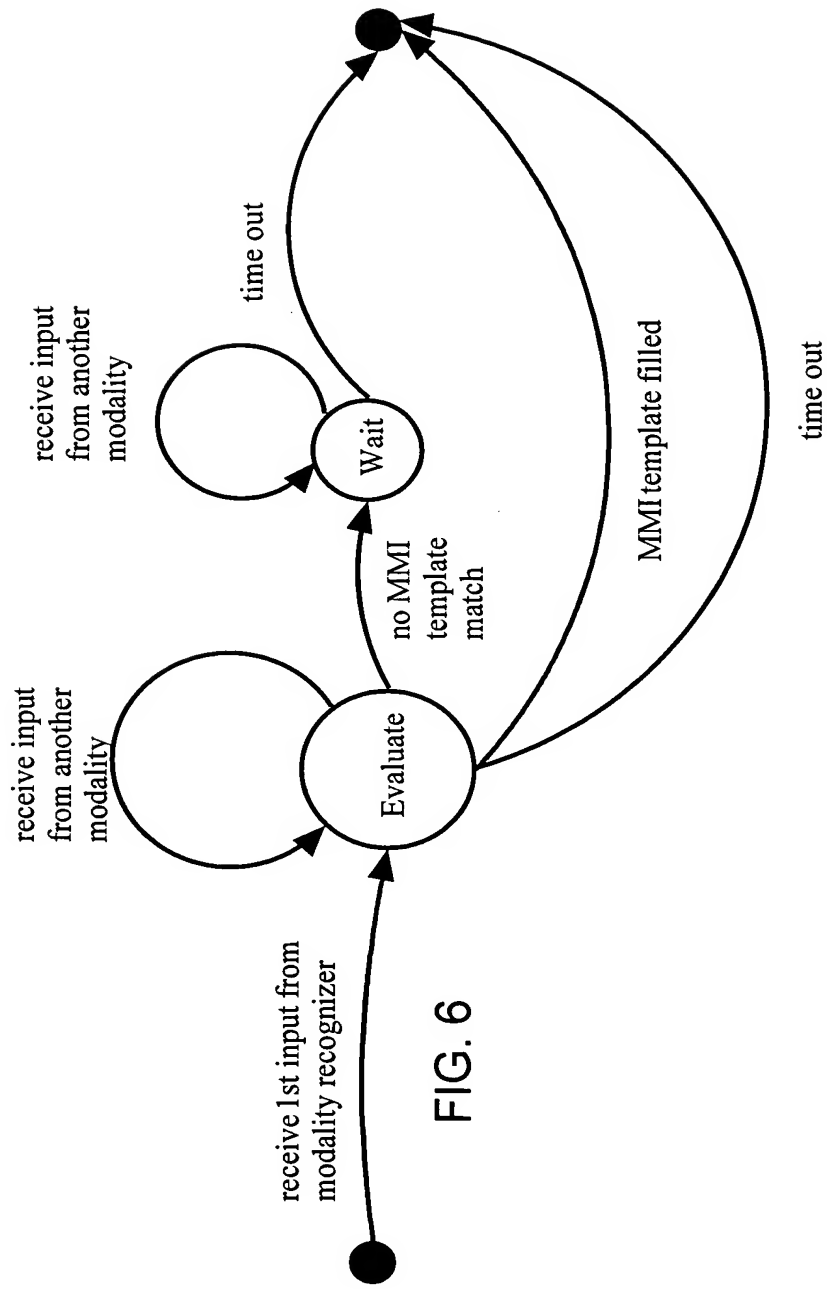 receive 1st input from
modality recognizer
FIG. 6
receive input
from another
modality
Evaluate
no MMI
template
match
receive input
from another
modality
Wait
time out
MMI template filled
time out